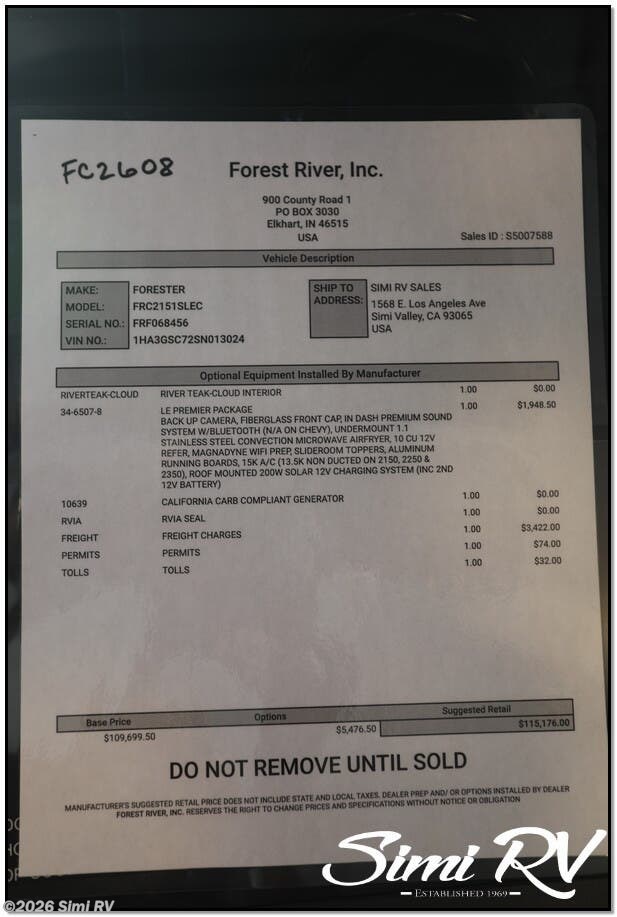 FC2608
Forest River, Inc.
900 County Road 1
PO BOX 3030
Elkhart, IN 46515
USA
Sales ID : S5007588
Vehicle Description
MAKE: FORESTER
MODEL: FRC2151SLEC
SERIAL NO.: FRF068456
VIN NO.: 1HA3GSC72SN013024
SHIP TO ADDRESS: SIMI RV SALES
1568 E. Los Angeles Ave
Simi Valley, CA 93065
USA
Optional Equipment Installed By Manufacturer
RIVERTEAK-CLOUD RIVER TEAK-CLOUD INTERIOR 1.00 $0.00
34-6507-8 LE PREMIER PACKAGE 1.00 $1,948.50
BACK UP CAMERA, FIBERGLASS FRONT CAP, IN DASH PREMIUM SOUND
SYSTEM W/BLUETOOTH (N/A ON CHEVY), UNDERMOUNT 1.1
STAINLESS STEEL CONVECTION MICROWAVE AIRFRYER, 10 CU 12V
REFER, MAGNADYNE WIFI PREP, SLIDEROOM TOPPERS, ALUMINUM
RUNNING BOARDS, 15K A/C (13.5K NON DUCTED ON 2150, 2250 &
2350), ROOF MOUNTED 200W SOLAR 12V CHARGING SYSTEM (INC 2ND
12V BATTERY)
10639 CALIFORNIA CARB COMPLIANT GENERATOR 1.00 $0.00
RVIA RVIA SEAL 1.00 $0.00
FREIGHT FREIGHT CHARGES 1.00 $3,422.00
PERMITS PERMITS 1.00 $74.00
TOLLS TOLLS 1.00 $32.00
Base Price Options Suggested Retail
$109,699.50 $5,476.50 $115,176.00
DO NOT REMOVE UNTIL SOLD
MANUFACTURER'S SUGGESTED RETAIL PRICE DOES NOT INCLUDE STATE AND LOCAL TAXES. DEALER PREP AND/ OR OPTIONS INSTALLED BY DEALER
FOREST RIVER, INC. RESERVES THE RIGHT TO CHANGE PRICES AND SPECIFICATIONS WITHOUT NOTICE OR OBLIGATION
Simi RV
ESTABLISHED 1969
©2026 Simi RV